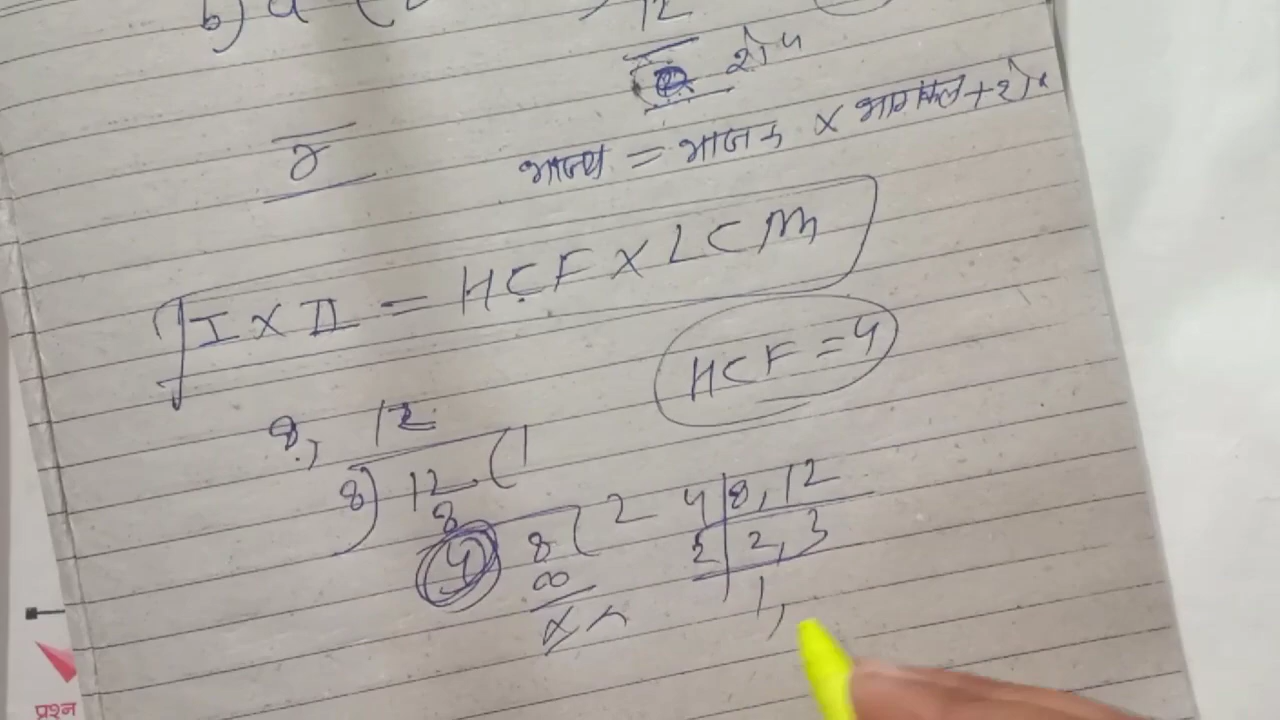 b) a (
12
शेष
r
भाज्य = भाजक × भागफल + शेष
I × II = HCF × LCM
HCF = 4
8, 12
8) 12 (1
8
4) 8 (2
8
××
4 | 8, 12
2 | 2, 3
1,
प्रश्न